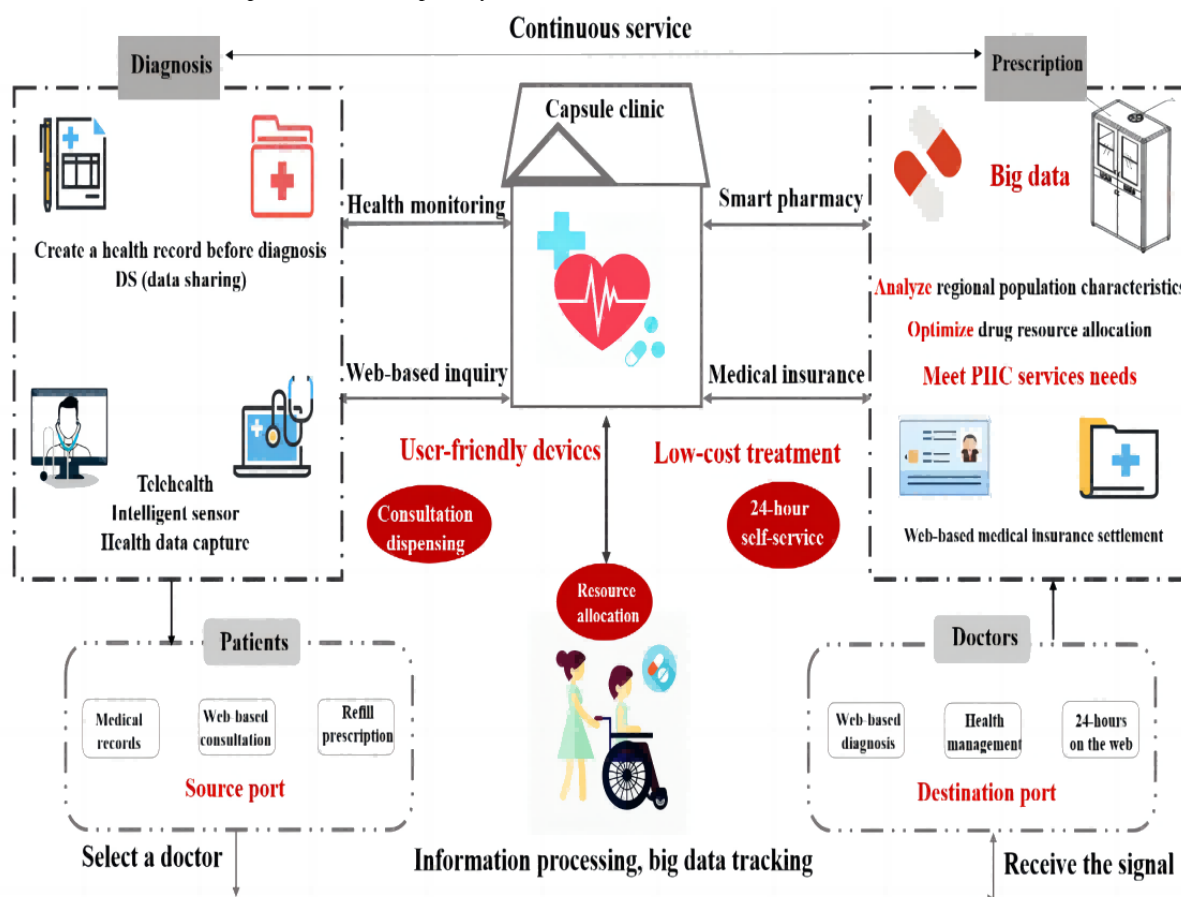 Continuous service
Diagnosis
Prescription
Capsule clinic
Health monitoring
Smart pharmacy
Big data
Create a health record before diagnosis
DS (data sharing)
Analyze regional population characteristics
Optimize drug resource allocation
Meet PIIC services needs
Web-based inquiry
Medical insurance
User-friendly devices
Low-cost treatment
Telehealth
Intelligent sensor
Health data capture
Consultation
dispensing
24-hour
self-service
Web-based medical insurance settlement
Resource
allocation
Patients
Doctors
Medical
records
Web-based
consultation
Refill
prescription
Source port
Web-based
diagnosis
Health
management
24-hours
on the web
Destination port
Select a doctor
Information processing, big data tracking
Receive the signal